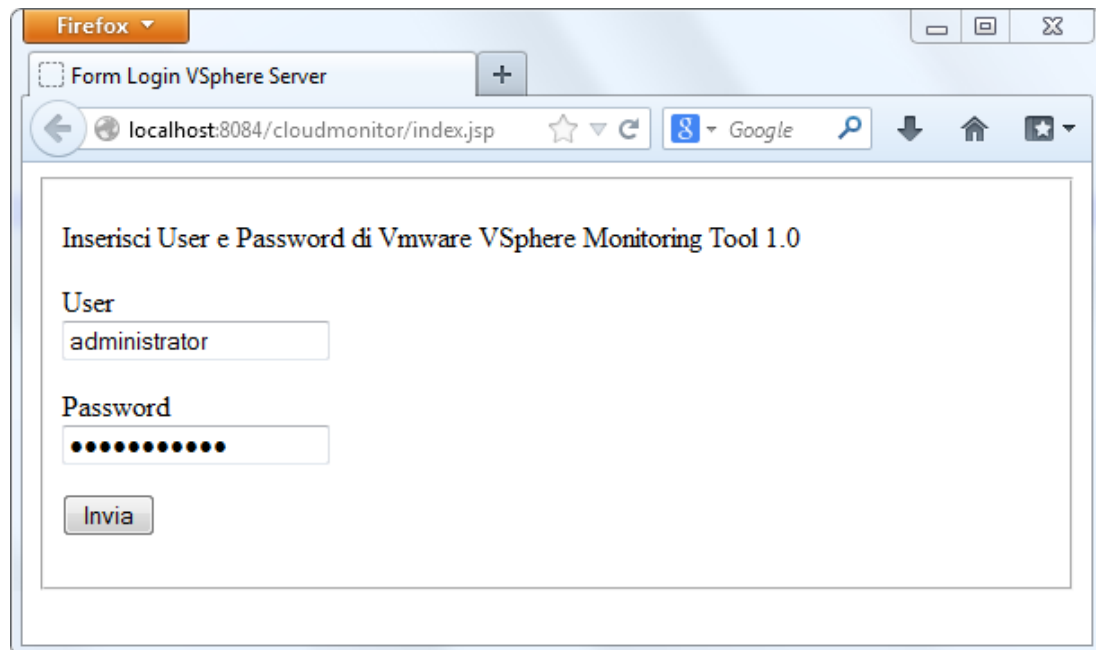 Firefox
Form Login VSphere Server
localhost:8084/cloudmonitor/index.jsp
8 Google
Inserisci User e Password di Vmware VSphere Monitoring Tool 1.0
User
administrator
Password
●●●●●●●●●●●
Invia